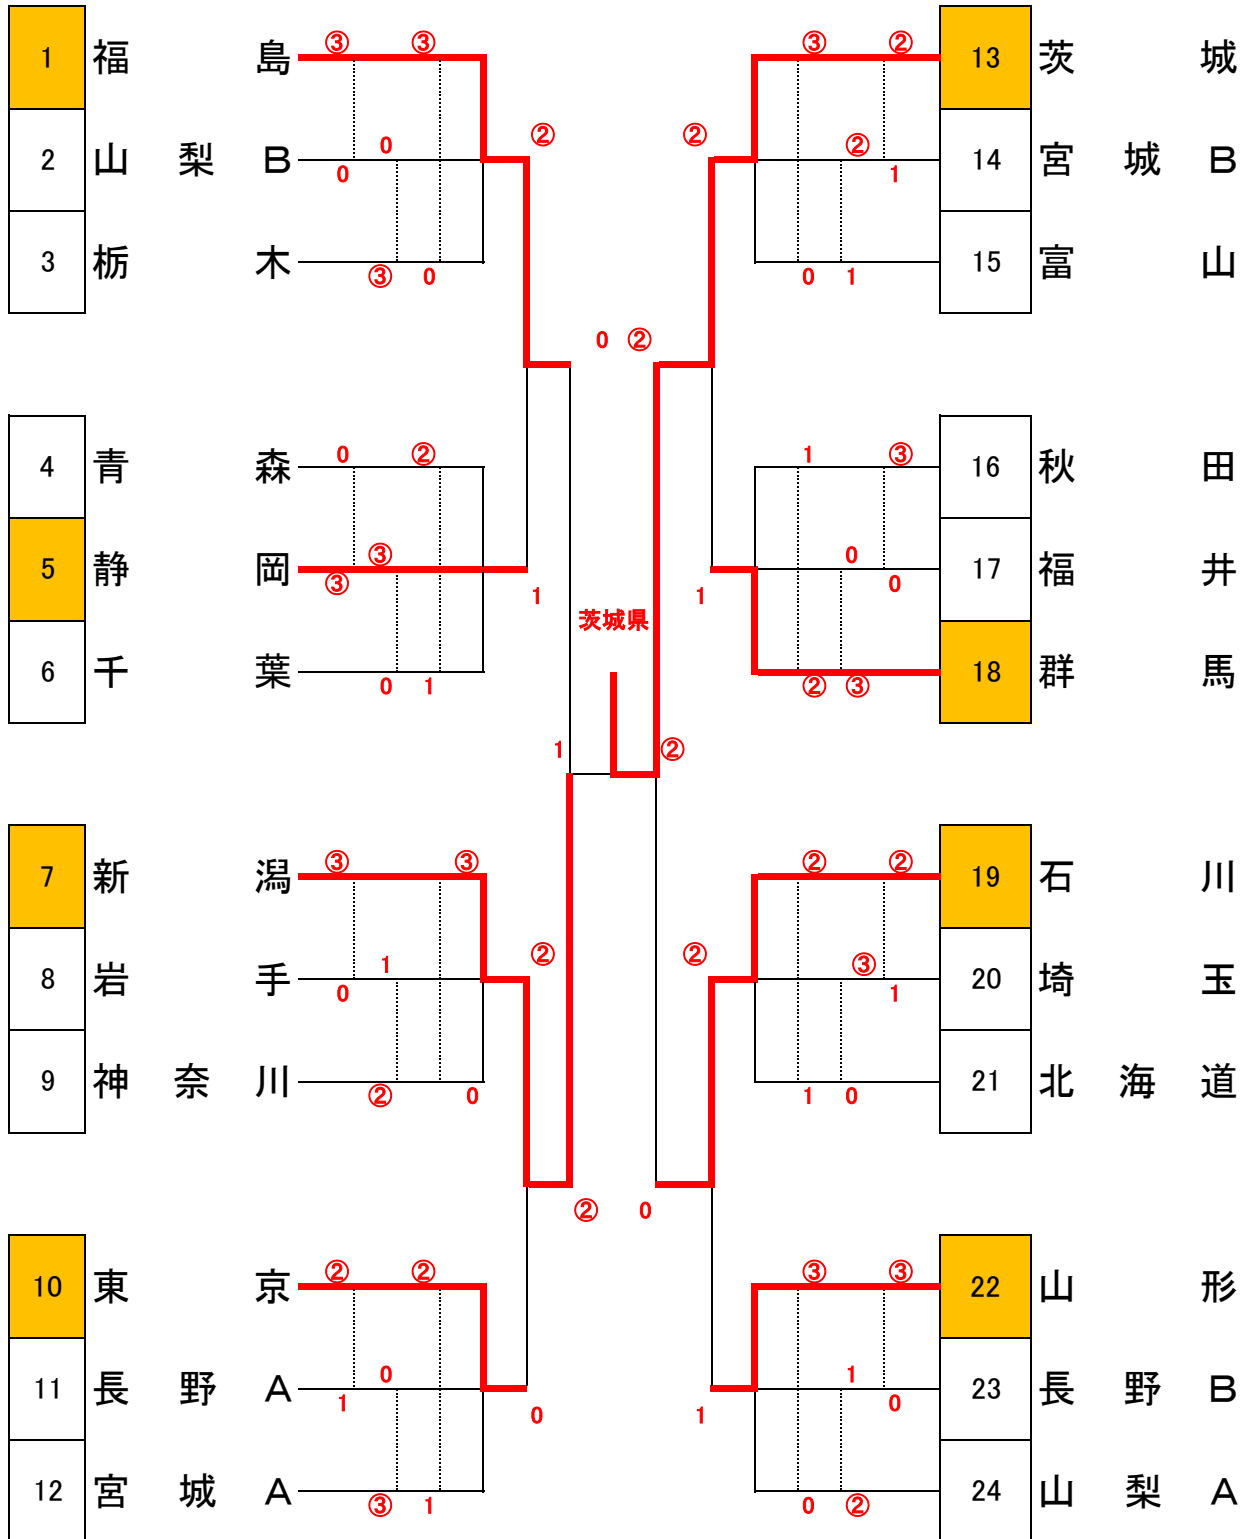 1 福島 ③ ③
2 山梨B 0 0
3 栃木 ③ 0
②
4 青森 0 ②
5 静岡 ③ ③
6 千葉 0 1
1
7 新潟 ③ ③
8 岩手 0 1
9 神奈川 ② 0
②
10 東京 ② ②
11 長野A 1 0
12 宮城A ③ 1
0
1
②
0 ②
茨城県
②
0
③ ② 13 茨城
② 1 14 宮城B
0 1 15 富山
②
1 ③ 16 秋田
0 0 17 福井
② ③ 18 群馬
1
② ② 19 石川
③ 1 20 埼玉
1 0 21 北海道
②
③ ③ 22 山形
1 0 23 長野B
0 ② 24 山梨A
1